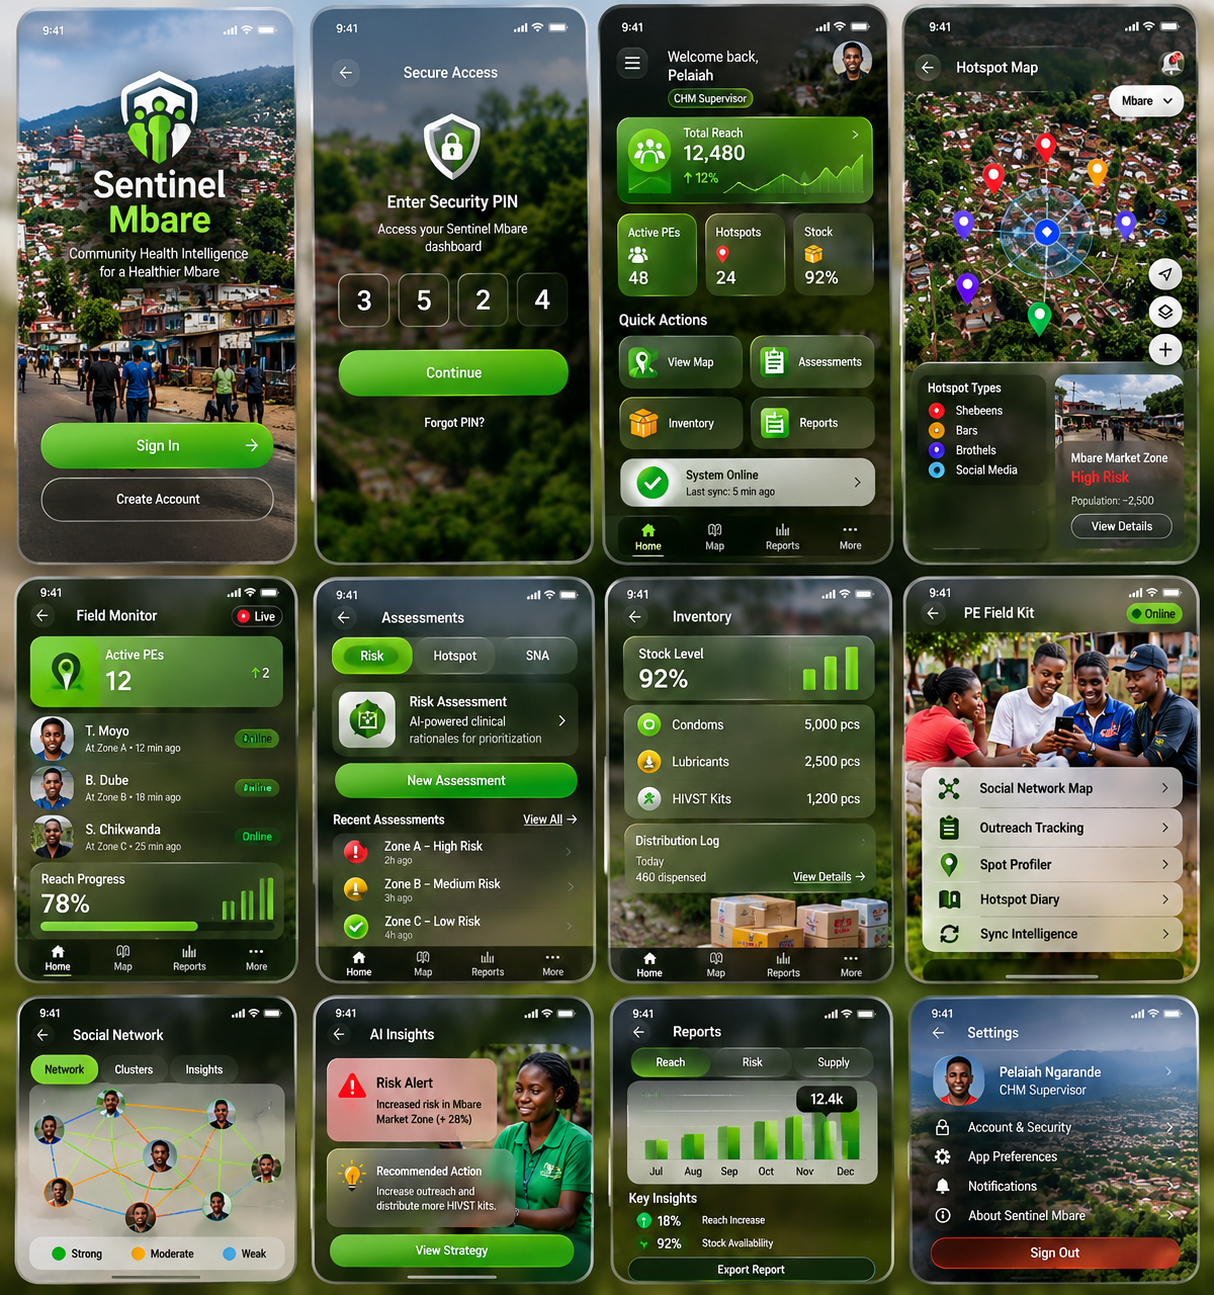 9:41
Sentinel
Mbare
Community Health Intelligence
for a Healthier Mbare
Sign In
Create Account
9:41
Secure Access
Enter Security PIN
Access your Sentinel Mbare
dashboard
3 5 2 4
Continue
Forgot PIN?
9:41
Welcome back,
Pelaiah
CHM Supervisor
Total Reach
12,480
↑ 12%
Active PEs
48
Hotspots
24
Stock
92%
Quick Actions
View Map
Assessments
Inventory
Reports
System Online
Last sync: 5 min ago
Home
Map
Reports
More
9:41
Hotspot Map
Mbare
Hotspot Types
Shebeens
Bars
Brothels
Social Media
Mbare Market Zone
High Risk
Population: ~2,500
View Details
9:41
Field Monitor
Live
Active PEs
12
↑ 2
T. Moyo
At Zone A • 12 min ago
Online
B. Dube
At Zone B • 18 min ago
S. Chikwanda
At Zone C • 25 min ago
Online
Reach Progress
78%
Home
Map
Reports
More
9:41
Assessments
Risk
Hotspot
SNA
Risk Assessment
AI-powered clinical
rationales for prioritization
New Assessment
Recent Assessments
View All →
Zone A – High Risk
2h ago
Zone B – Medium Risk
3h ago
Zone C – Low Risk
4h ago
Home
Map
Reports
More
9:41
Inventory
Stock Level
92%
Condoms 5,000 pcs
Lubricants 2,500 pcs
HIVST Kits 1,200 pcs
Distribution Log
Today
460 dispensed
View Details →
Home
Map
Reports
More
9:41
PE Field Kit
Online
Social Network Map
Outreach Tracking
Spot Profiler
Hotspot Diary
Sync Intelligence
9:41
Social Network
Network
Clusters
Insights
Strong
Moderate
Weak
9:41
AI Insights
Risk Alert
Increased risk in Mbare
Market Zone (+ 28%)
Recommended Action
Increase outreach and
distribute more HIVST kits.
View Strategy
9:41
Reports
Reach
Risk
Supply
12.4k
Jul Aug Sep Oct Nov Dec
Key Insights
18% Reach Increase
92% Stock Availability
Export Report
9:41
Settings
Pelaiah Ngarande
CHM Supervisor
Account & Security
App Preferences
Notifications
About Sentinel Mbare
Sign Out